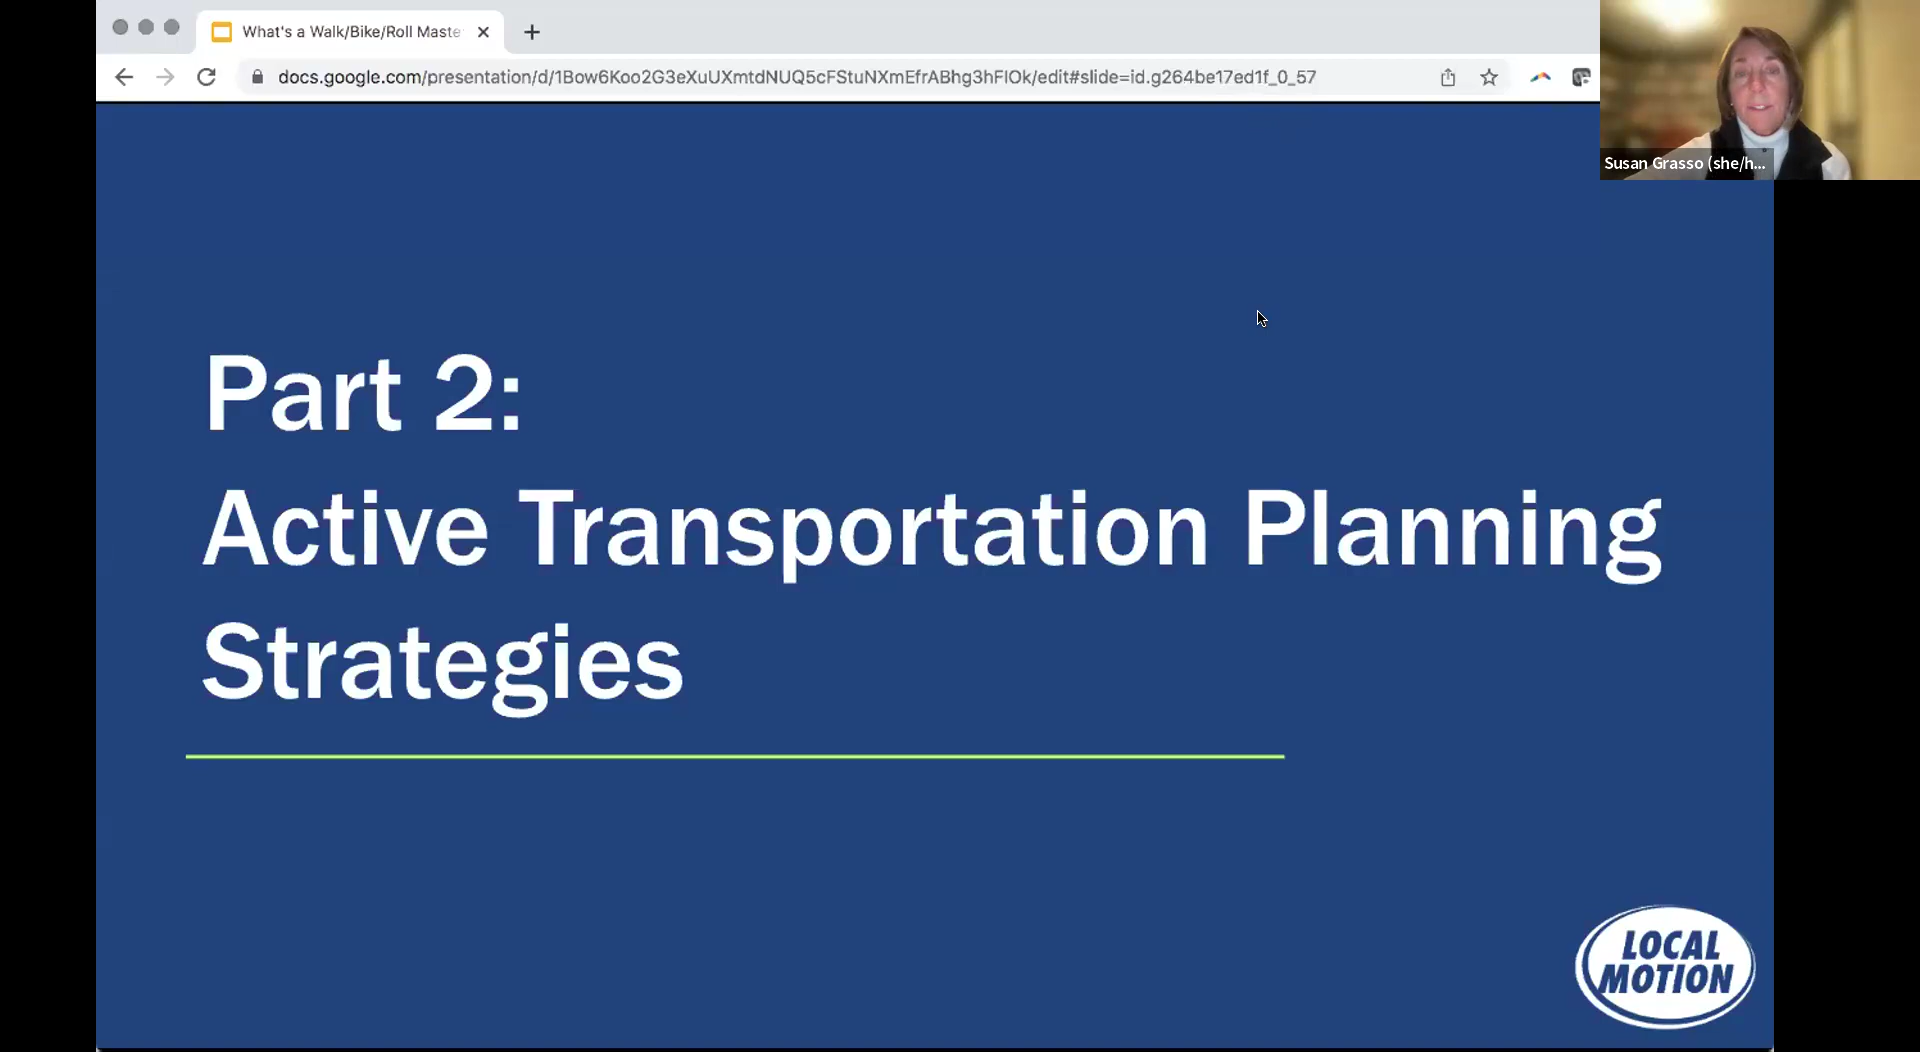 What's a Walk/Bike/Roll Maste
docs.google.com/presentation/d/1Bow6Koo2G3eXuUXmtdNUQ5cFStuNXmEfrABhg3hFIOk/edit#slide=id.g264be17ed1f_0_57
Susan Grasso (she/h...
Part 2:
Active Transportation Planning
Strategies
LOCAL
MOTION